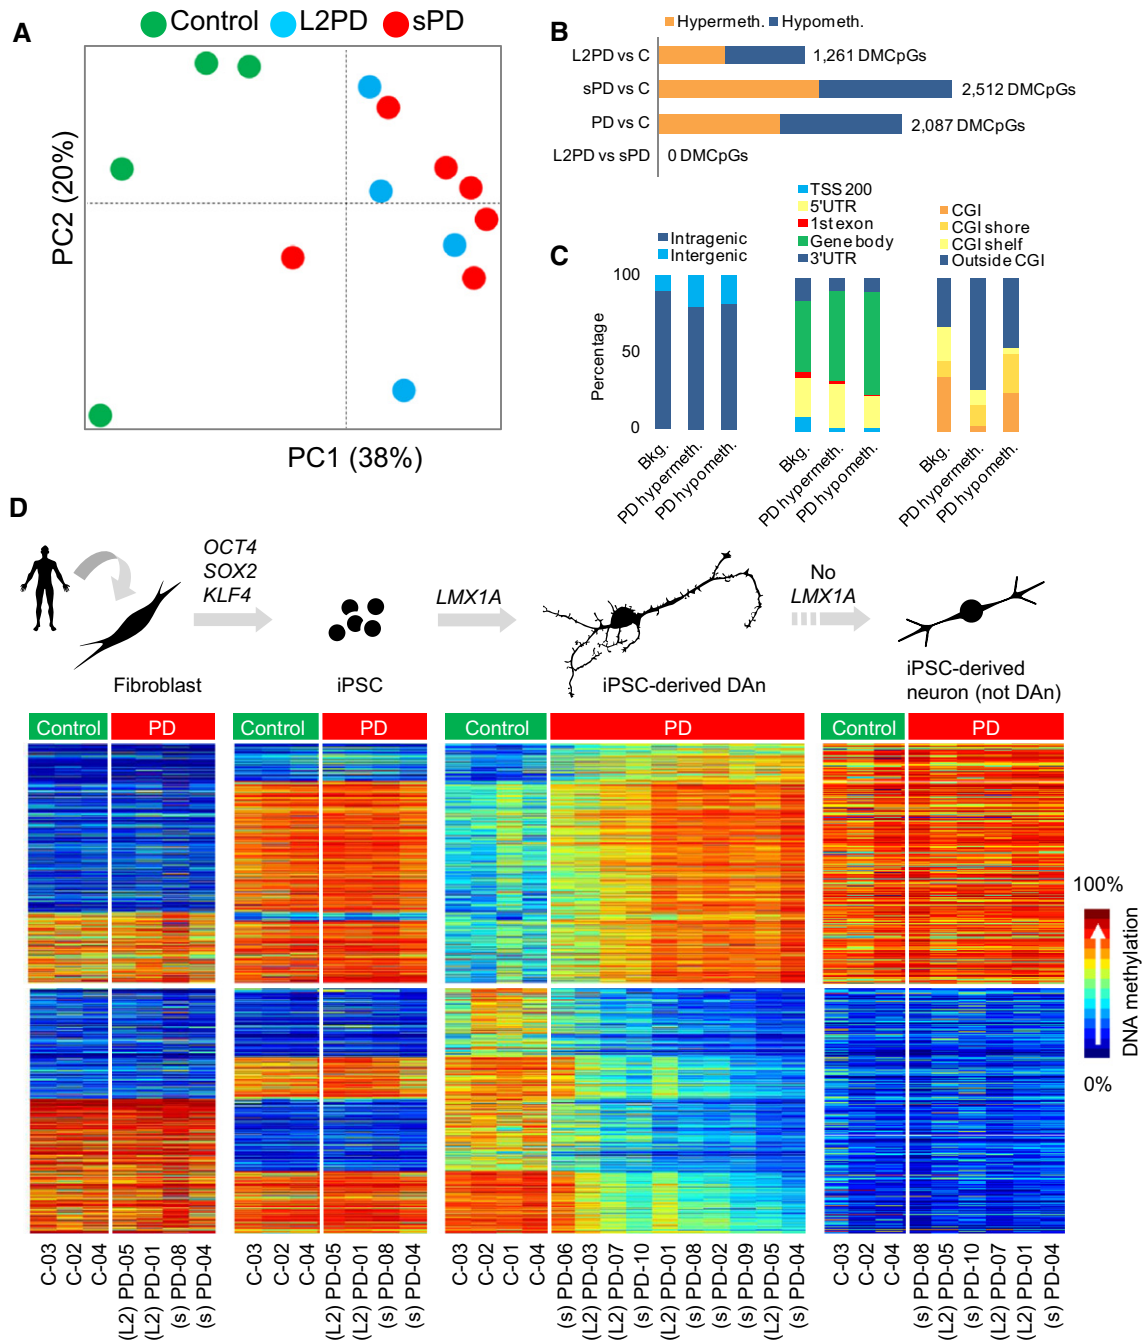 A
Control
L2PD
sPD
PC2 (20%)
PC1 (38%)
B
Hypermeth.
Hypometh.
L2PD vs C
1,261 DMCpGs
sPD vs C
2,512 DMCpGs
PD vs C
2,087 DMCpGs
L2PD vs sPD
0 DMCpGs
C
Intragenic
Intergenic
TSS 200
5'UTR
1st exon
Gene body
3'UTR
CGI
CGI shore
CGI shelf
Outside CGI
Percentage
100
50
0
Bkg.
PD hypermeth.
PD hypometh.
Bkg.
PD hypermeth.
PD hypometh.
Bkg.
PD hypermeth.
PD hypometh.
D
OCT4
SOX2
KLF4
LMX1A
No
LMX1A
Fibroblast
iPSC
iPSC-derived DAn
iPSC-derived
neuron (not DAn)
Control
PD
Control
PD
Control
PD
Control
PD
100%
DNA methylation
0%
C-03
C-02
C-04
(L2) PD-05
(L2) PD-01
(s) PD-08
(s) PD-04
C-03
C-02
C-04
(L2) PD-05
(L2) PD-01
(s) PD-08
(s) PD-04
C-03
C-02
C-01
C-04
(s) PD-06
(L2) PD-03
(L2) PD-07
(s) PD-10
(L2) PD-01
(s) PD-08
(s) PD-02
(s) PD-09
(L2) PD-05
(s) PD-04
C-03
C-02
C-04
(s) PD-08
(L2) PD-05
(s) PD-10
(L2) PD-07
(L2) PD-01
(s) PD-04